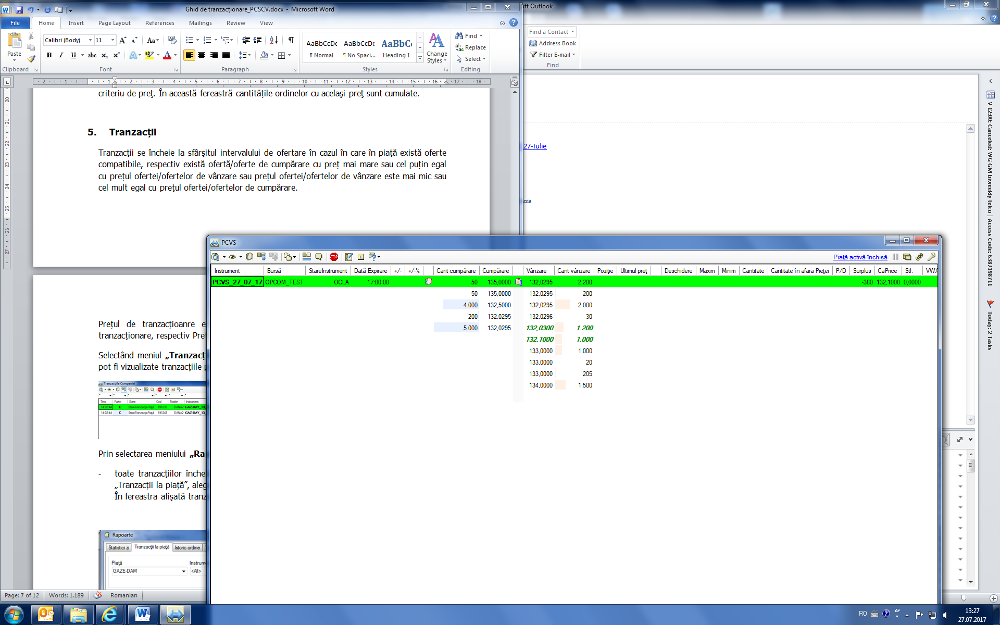 Ghid de tranzacționare_PCSCV.docx - Microsoft Word
ft Outlook
File Home Insert Page Layout References Mailings Review View
Calibri (Body) 11
Paste
Clipboard
Font
Paragraph
AaBbCcDc AaBbCcDc AaBbC
¶ Normal ¶ No Spaci... Heading 1
Change Styles
Styles
Find
Replace
Select
Editing
Find a Contact
Address Book
Filter E-mail
Find
criteriu de preț. În această fereastră cantitățile ordinelor cu același preț sunt cumulate.
5. Tranzacții
Tranzacții se încheie la sfârșitul intervalului de ofertare în cazul în care în piață există oferte
compatibile, respectiv există ofertă/oferte de cumpărare cu preț mai mare sau cel puțin egal
cu prețul ofertei/ofertelor de vânzare sau prețul ofertei/ofertelor de vânzare este mai mic sau
cel mult egal cu prețul ofertei/ofertelor de cumpărare.
27-Iulie
nia
12:00: Canceled: WG GM biweekly telco | Access Code: 6387198711
Today: 2 Tasks
PCVS
Piață activă închisă
Instrument Bursă StareInstrument Dată Expirare +/- +/-% Cant cumpărare Cumpărare Vânzare Cant vânzare Poziție Ultimul preț Deschidere Maxim Minim Cantitate Cantitate în afara Pieței P/D Surplus CaPrice Stl. VWA
PCVS_27_07_17 OPCOM_TEST OCLA 17:00:00 50 135,0000 132,0295 2.200 -380 132,1000 0,0000
50 135,0000 132,0295 200
4.000 132,5000 132,0295 2.000
200 132,0295 132,0296 30
5.000 132,0295 132,0300 1.200
132,1000 1.000
133,0000 1.000
133,0000 20
133,0000 205
134,0000 1.500
Prețul de tranzacțioanre e
tranzacționare, respectiv Preț
Selectând meniul „Tranzacț
pot fi vizualizate tranzacțiile p
Tranzacțiile Companiei
Timp Parte Stare Cod Trader Instrument
14:02:44 C StareTranzacțiePiață 191239 DANA2 GAZ-DAY_13_
14:02:44 C StareTranzacțiePiață 191249 DANA2 GAZ-DAY_13_
Prin selectarea meniului „Rap
- toate tranzacțiilor închei
„Tranzacții la piață”, aleg
În fereastra afișată tranz
Rapoarte
Statistici zi Tranzacții la piață Istoric ordine
Piață Instrume
GAZE-DAM <All>
Page: 7 of 12 Words: 1.189 Romanian
RO
13:27
27.07.2017